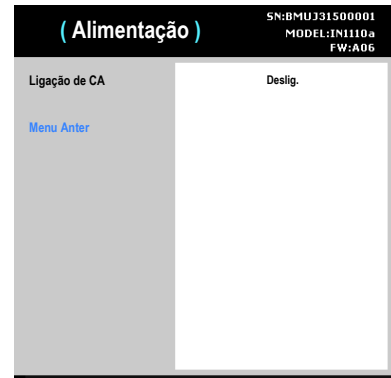 ( Alimentação )
SN:BMUJ31500001
MODEL:IN1110a
FW:A06
Ligação de CA
Deslig.
Menu Anter